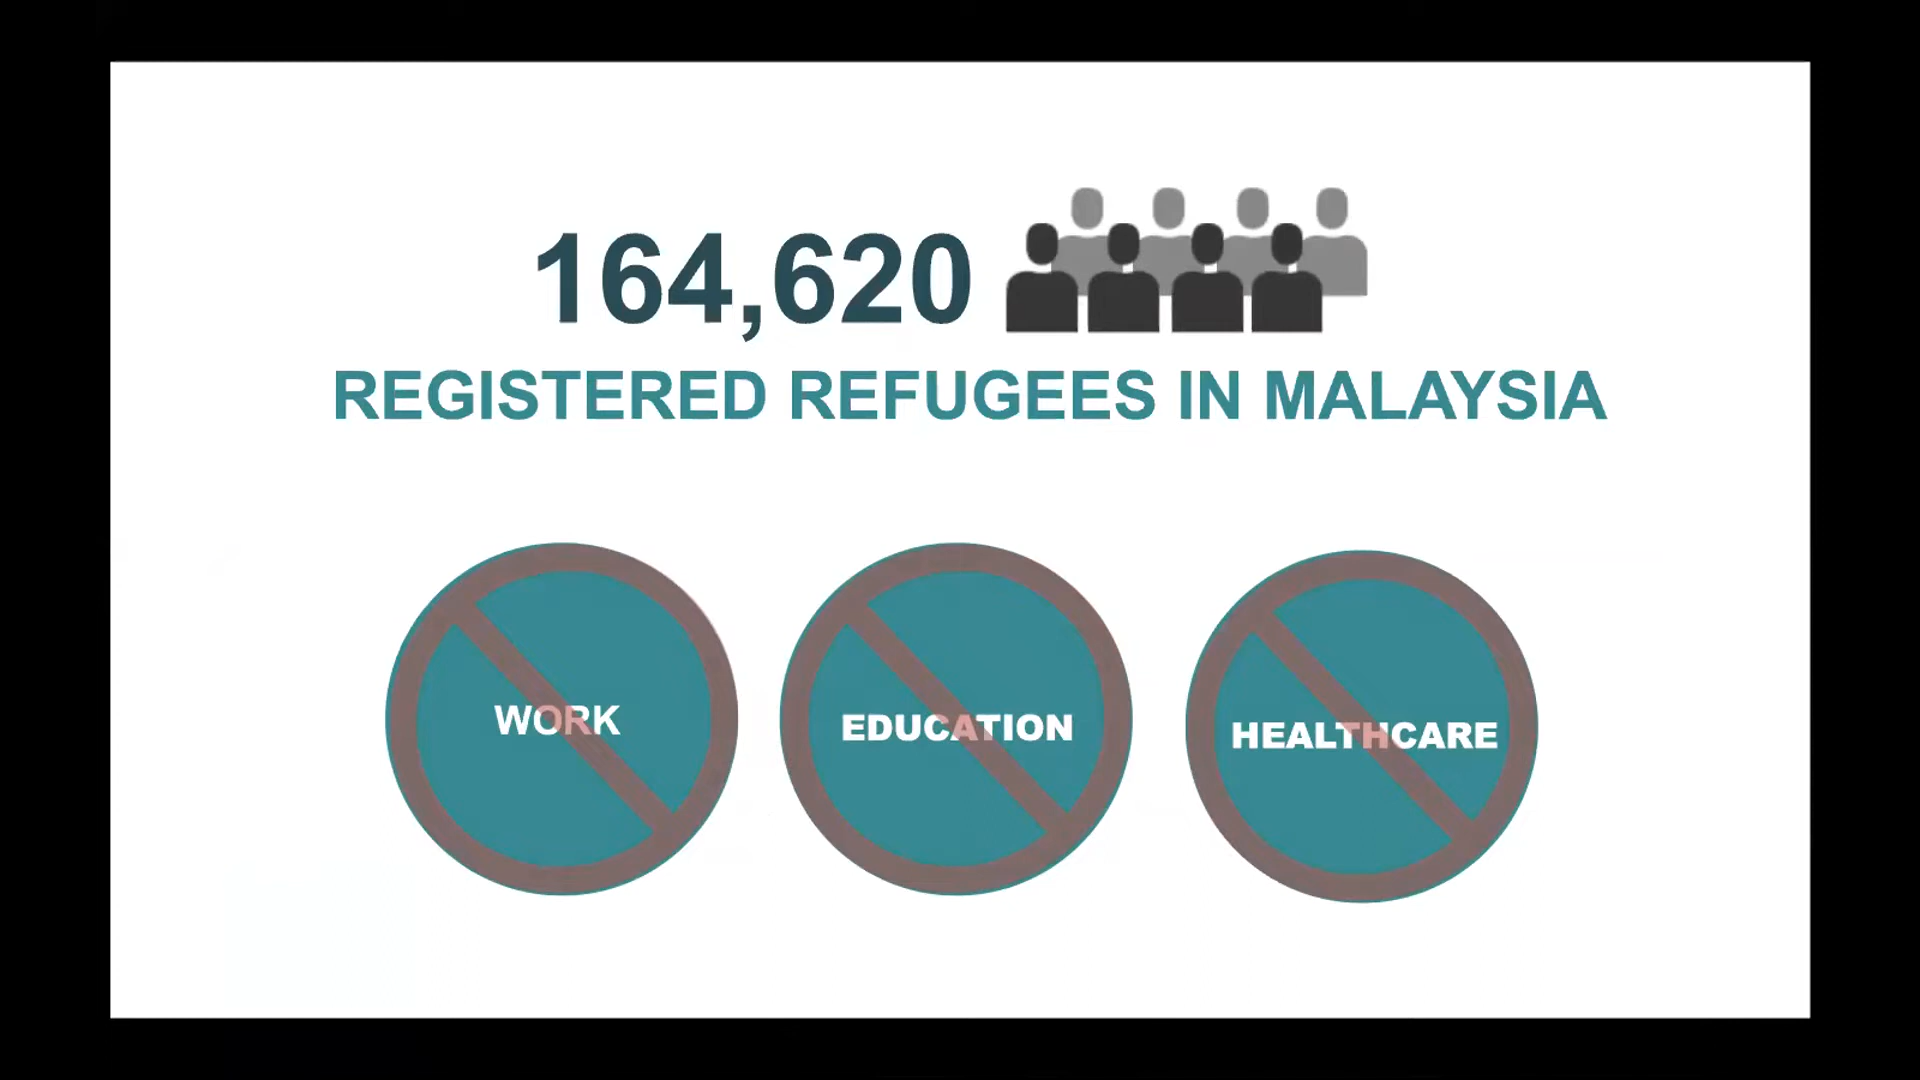 164,620
REGISTERED REFUGEES IN MALAYSIA
WORK
EDUCATION
HEALTHCARE